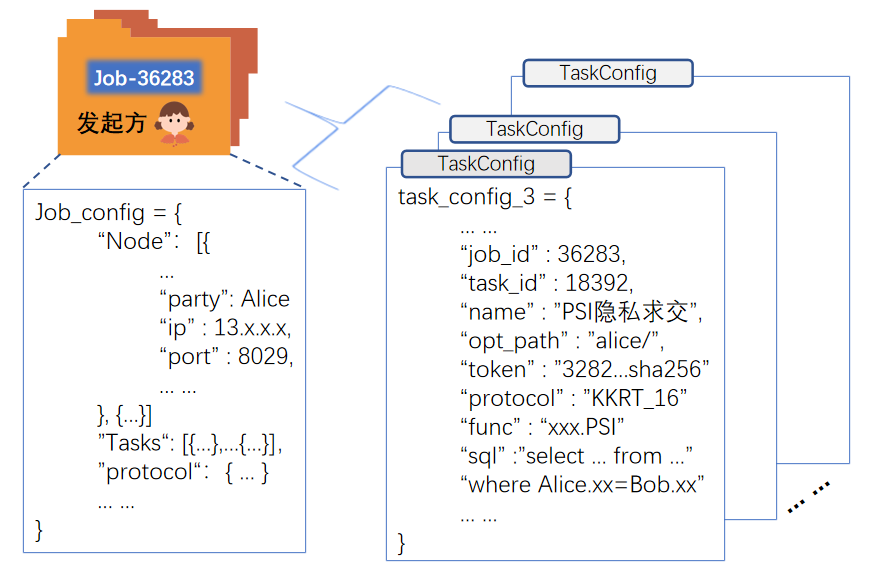 Job-36283
发起方
Job_config = {
“Node”： [{
...
“party”: Alice
“ip” : 13.x.x.x,
“port” : 8029,
... ...
}, {...}]
”Tasks“: [{...},...{...}],
”protocol“： { ... }
... ...
}
TaskConfig
TaskConfig
TaskConfig
task_config_3 = {
... ...
“job_id” : 36283,
“task_id” : 18392,
“name” : ”PSI隐私求交”,
“opt_path” : ”alice/”,
“token” : ”3282...sha256”
“protocol” : ”KKRT_16”
“func” : “xxx.PSI”
“sql” :”select ... from ...”
“where Alice.xx=Bob.xx”
... ...
}
... ...